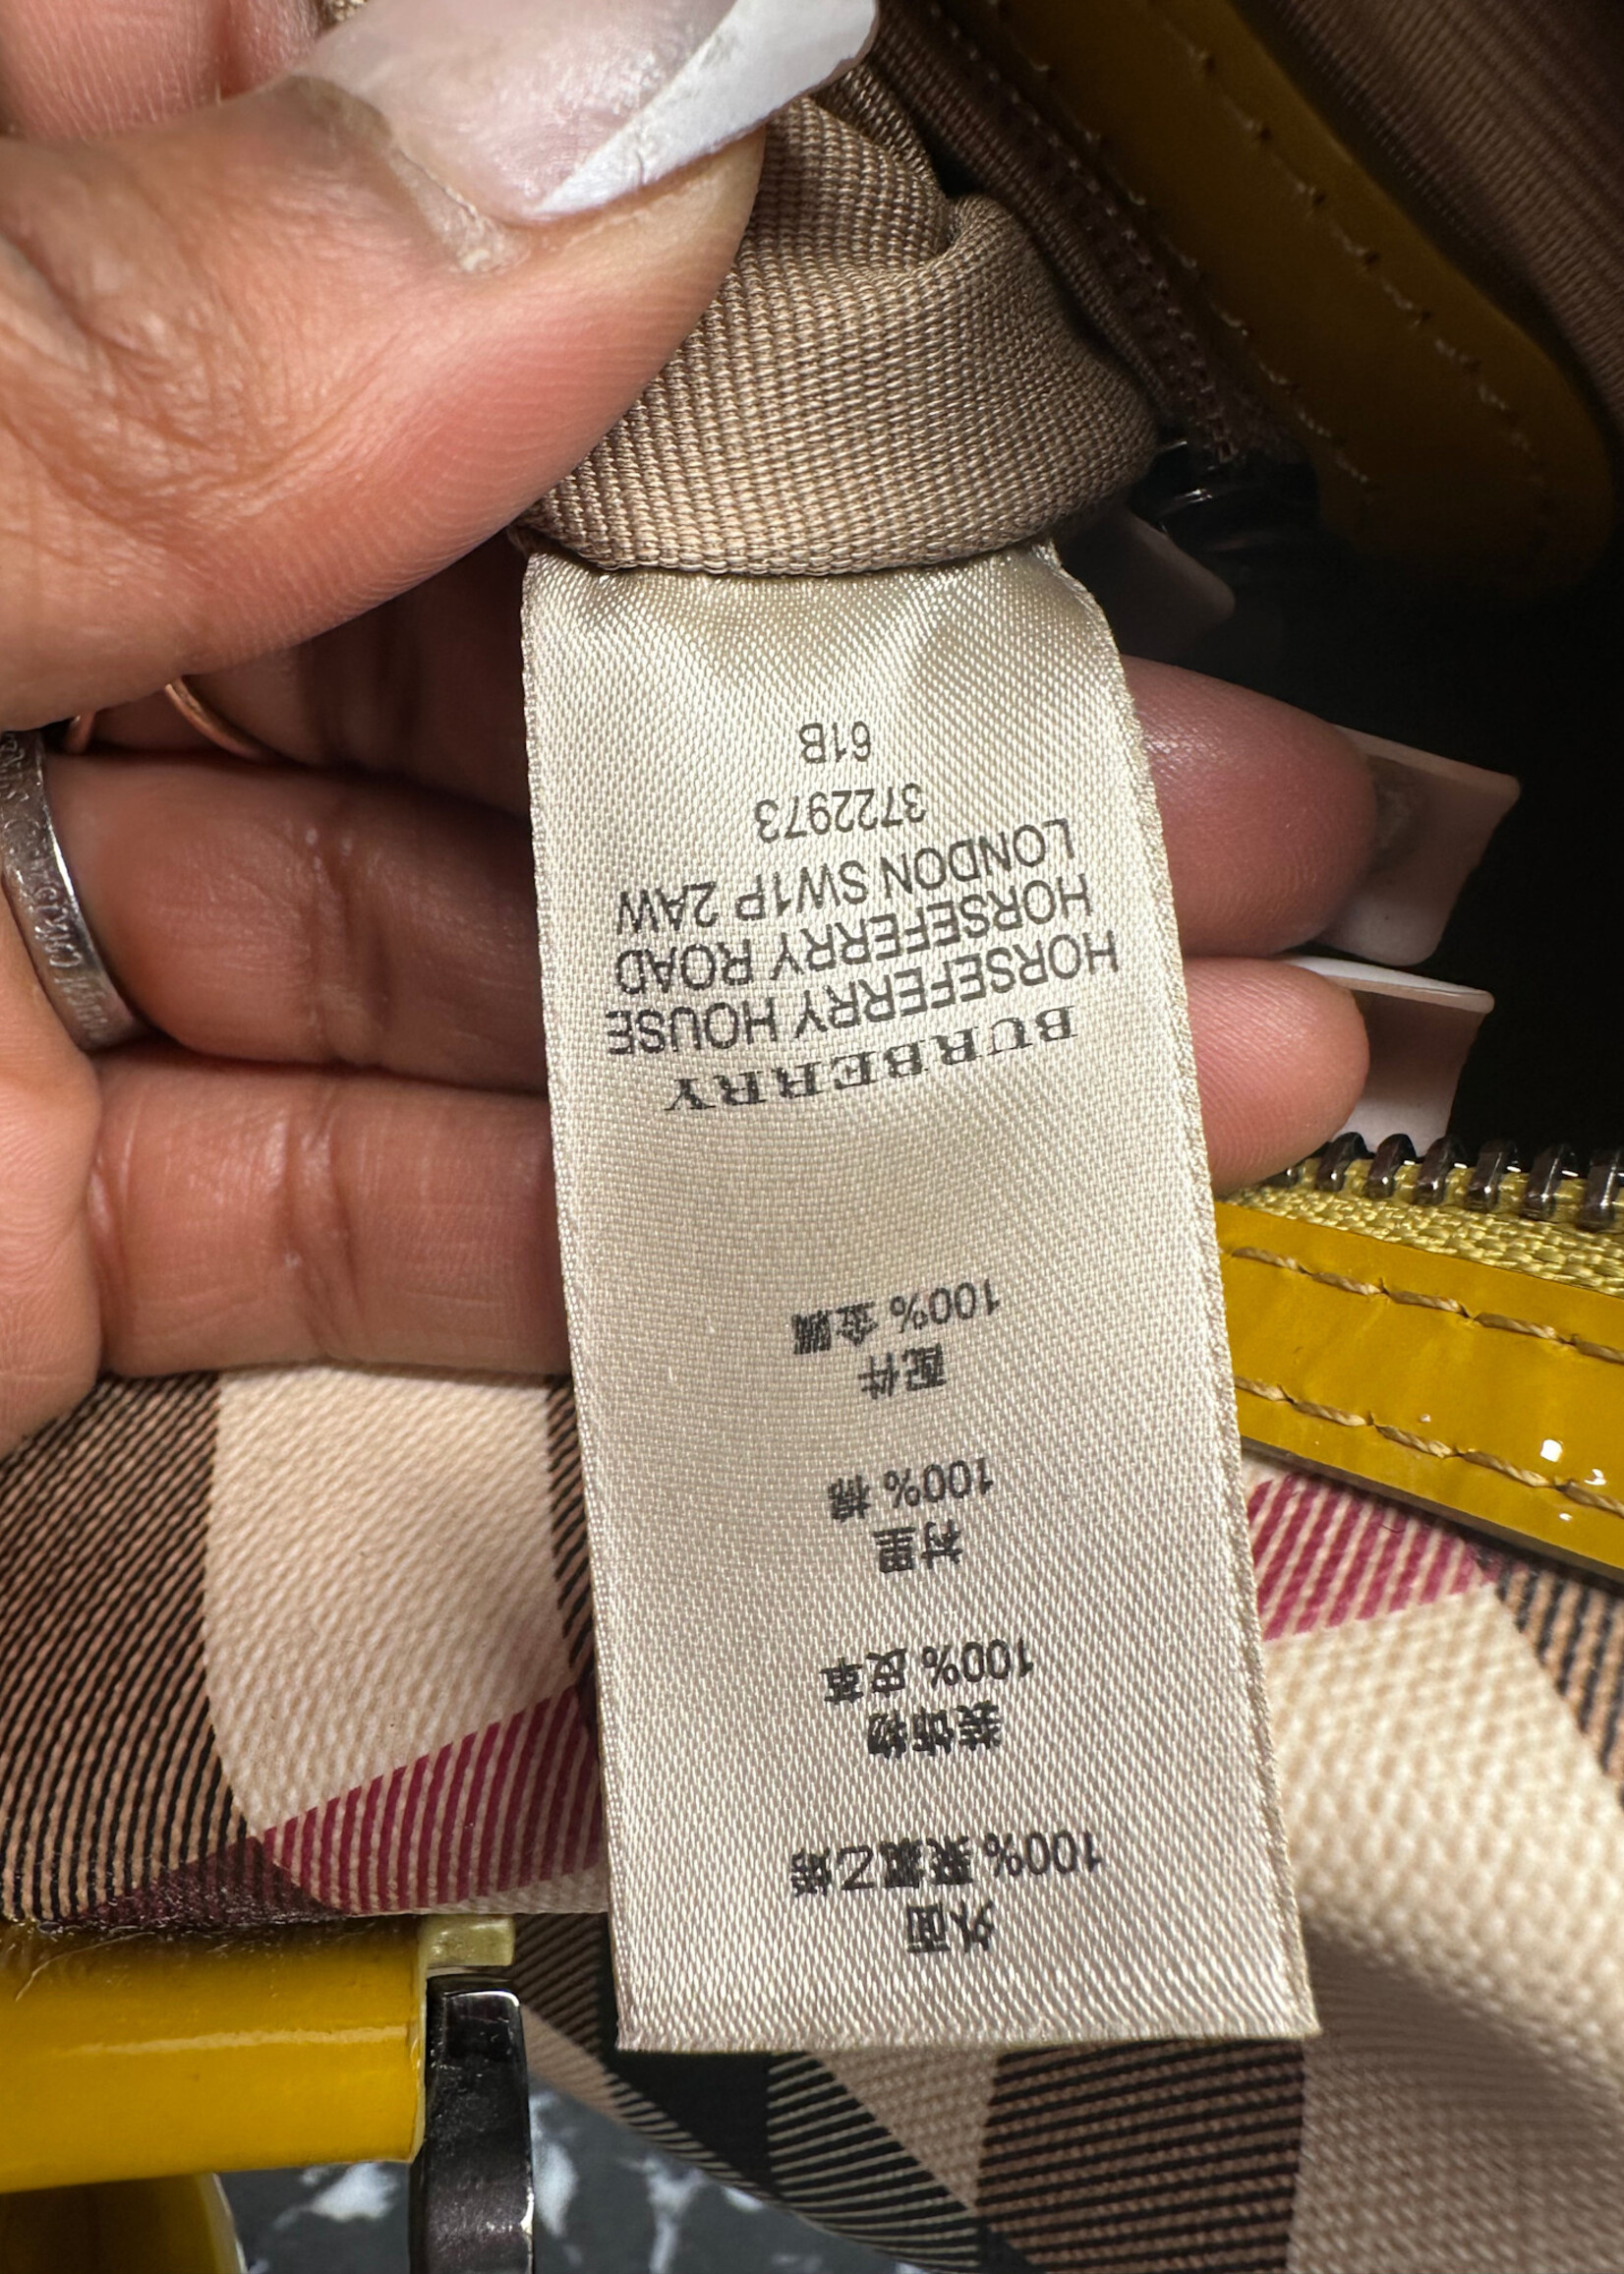 外面
100% 聚氯乙烯
装饰物
100% 皮革
衬里
100% 棉
配件
100% 金屬
BURBERRY
HORSEFERRY HOUSE
HORSEFERRY ROAD
LONDON SW1P 2AW
3722973
61B